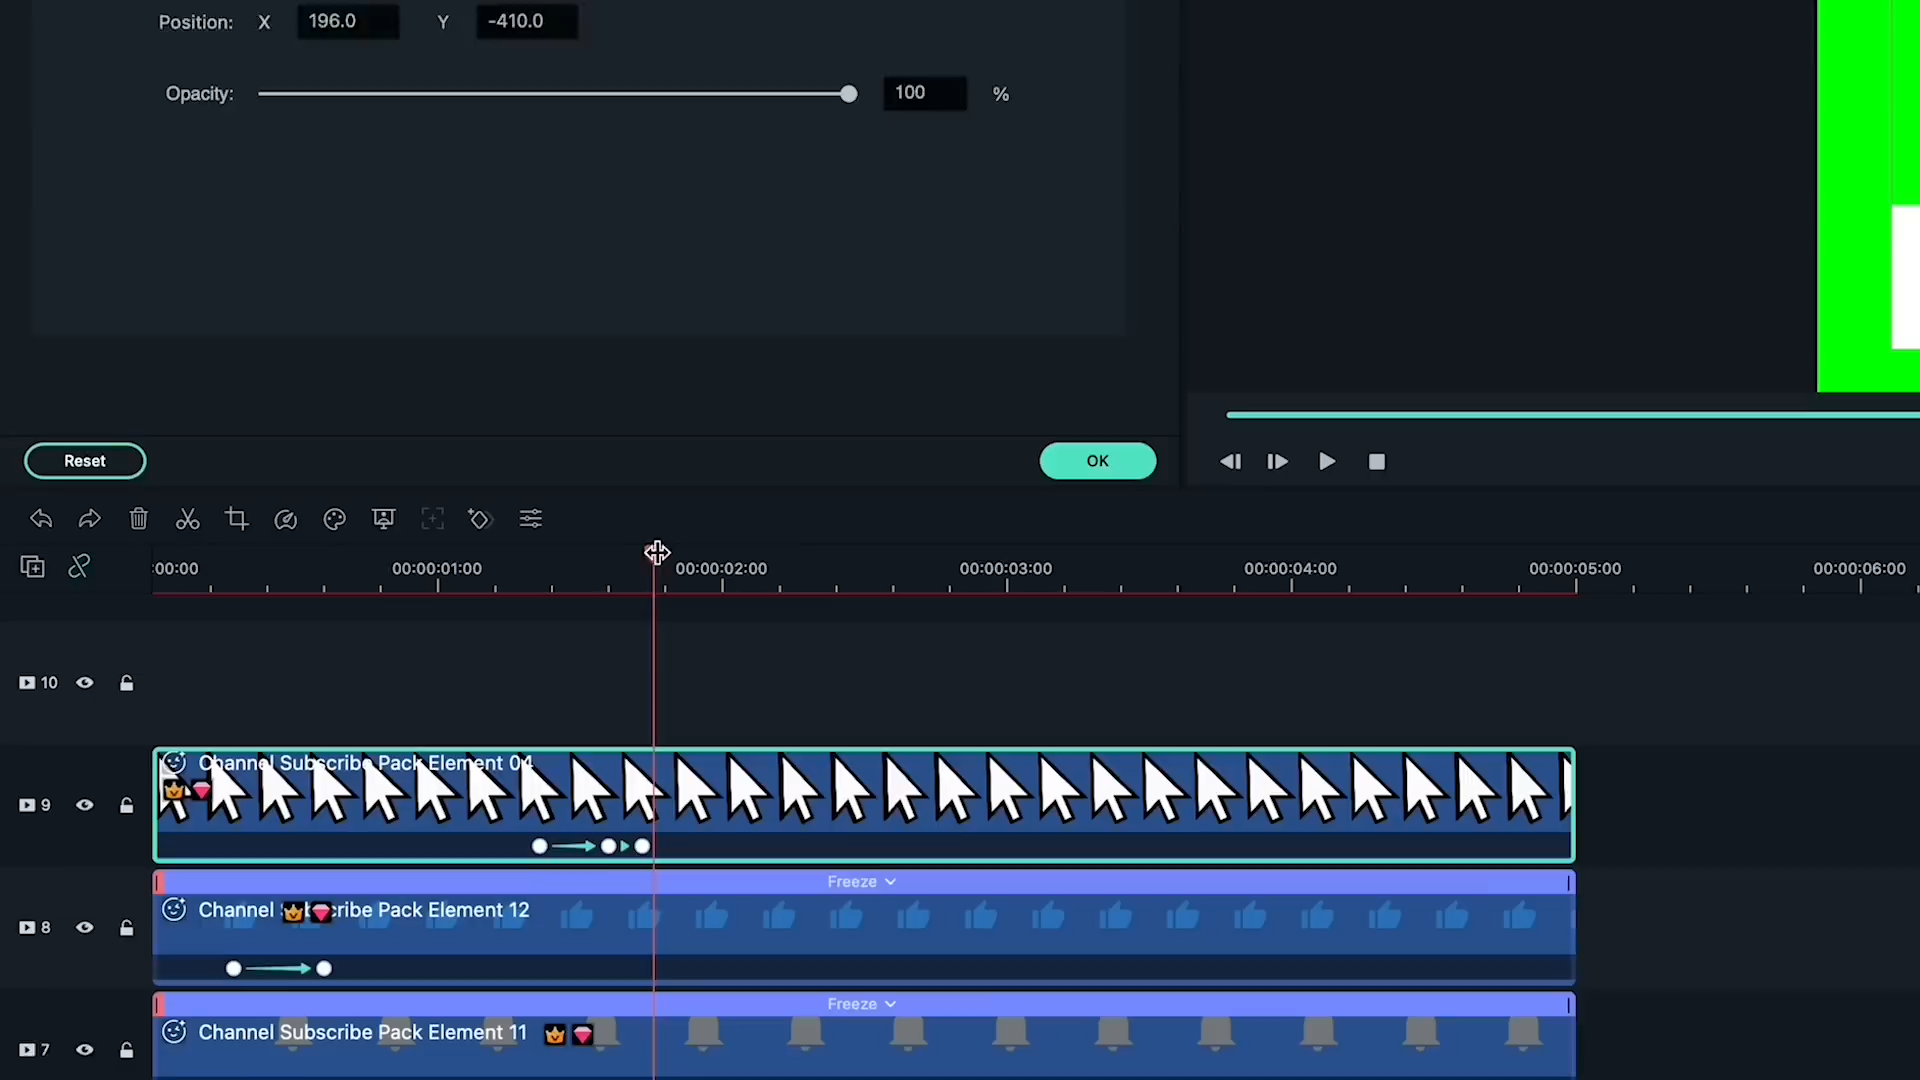 Position: X 196.0 Y -410.0
Opacity: 100 %
Reset OK
:00:00 00:00:01:00 00:00:02:00 00:00:03:00 00:00:04:00 00:00:05:00 00:00:06:00
10
Channel Subscribe Pack Element 04
9
Freeze
Channel Subscribe Pack Element 12
8
Freeze
Channel Subscribe Pack Element 11
7